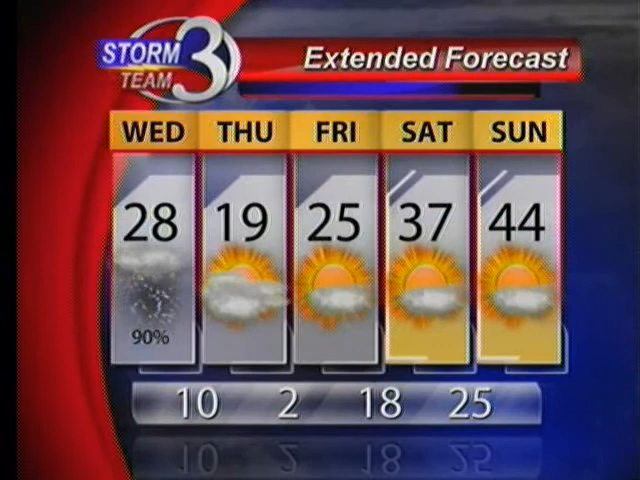 STORM 3
TEAM
Extended Forecast
WED THU FRI SAT SUN
28 19 25 37 44
90%
10 2 18 25